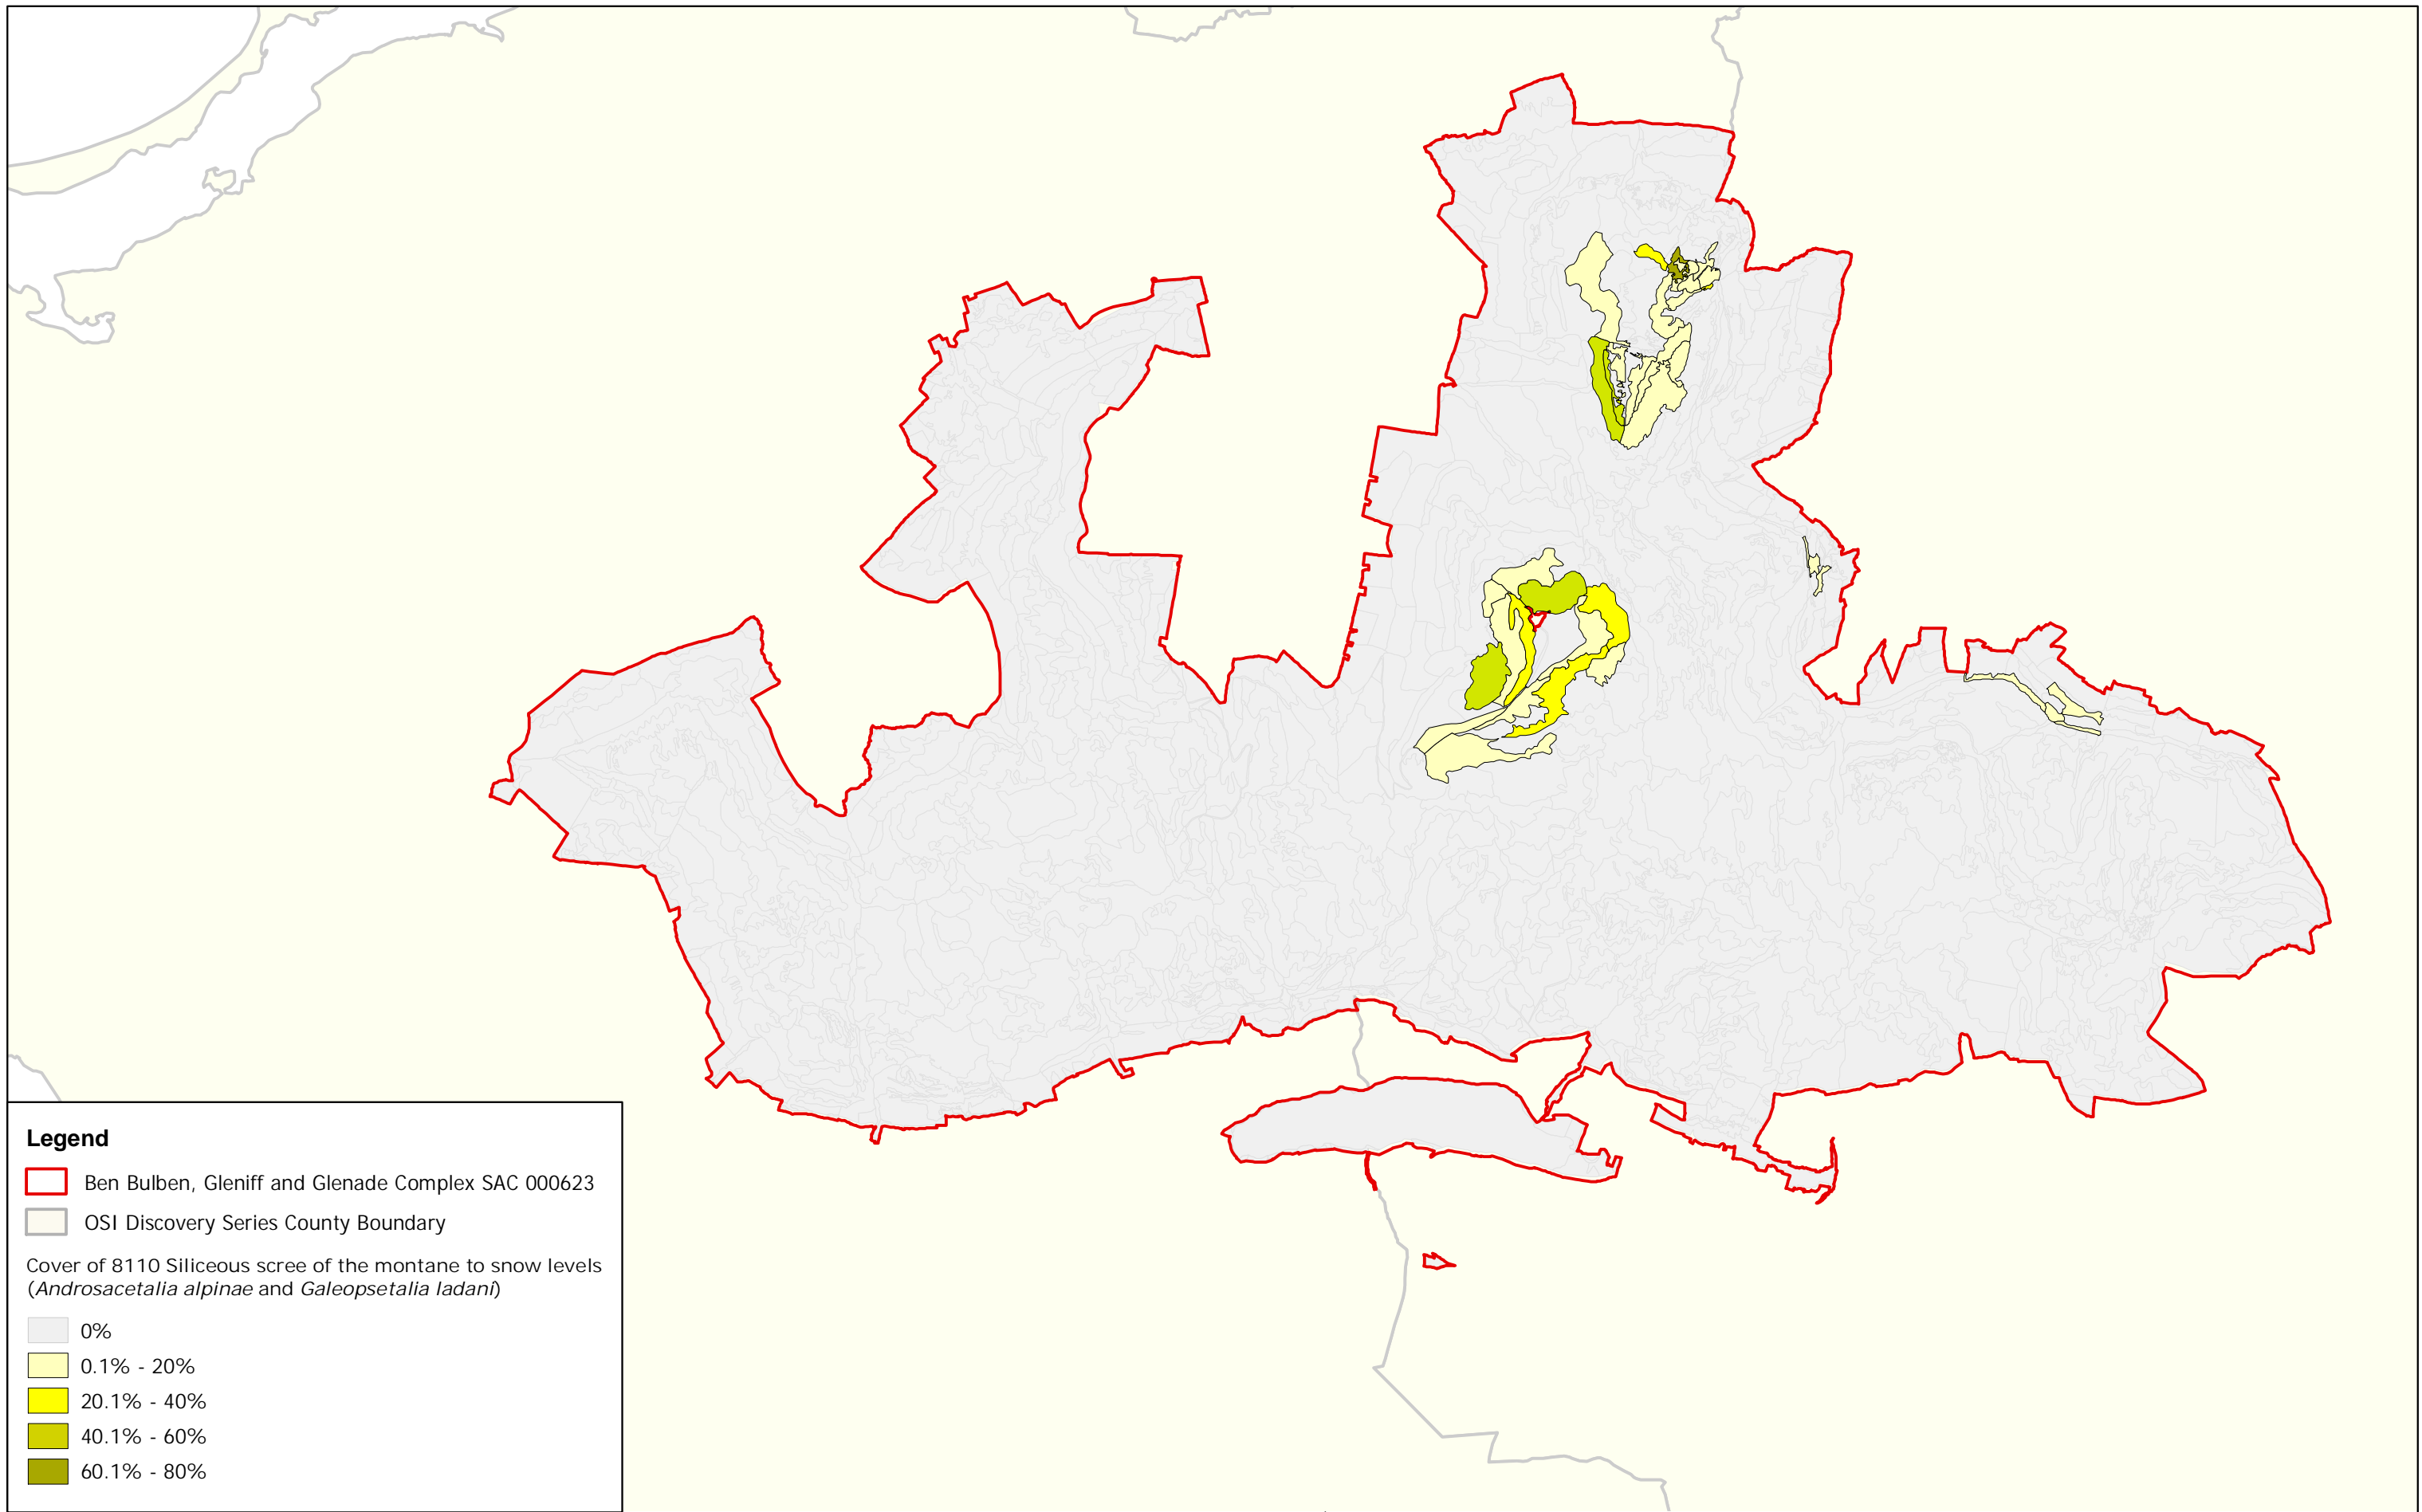 Legend
Ben Bulben, Gleniff and Glenade Complex SAC 000623
OSI Discovery Series County Boundary
Cover of 8110 Siliceous scree of the montane to snow levels
(Androsacetalia alpinae and Galeopsetalia ladani)
0%
0.1% - 20%
20.1% - 40%
40.1% - 60%
60.1% - 80%